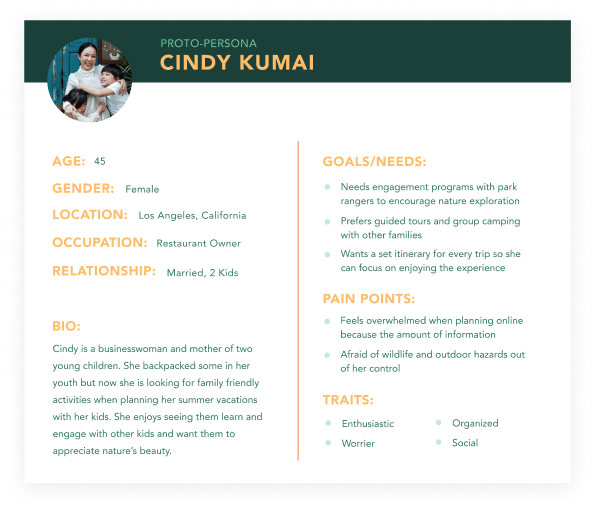 PROTO-PERSONA
CINDY KUMAI
AGE: 45
GENDER: Female
LOCATION: Los Angeles, California
OCCUPATION: Restaurant Owner
RELATIONSHIP: Married, 2 Kids
BIO:
Cindy is a businesswoman and mother of two
young children. She backpacked some in her
youth but now she is looking for family friendly
activities when planning her summer vacations
with her kids. She enjoys seeing them learn and
engage with other kids and want them to
appreciate nature's beauty.
GOALS/NEEDS:
Needs engagement programs with park
rangers to encourage nature exploration
Prefers guided tours and group camping
with other families
Wants a set itinerary for every trip so she
can focus on enjoying the experience
PAIN POINTS:
Feels overwhelmed when planning online
because the amount of information
Afraid of wildlife and outdoor hazards out
of her control
TRAITS:
Enthusiastic
Organized
Worrier
Social